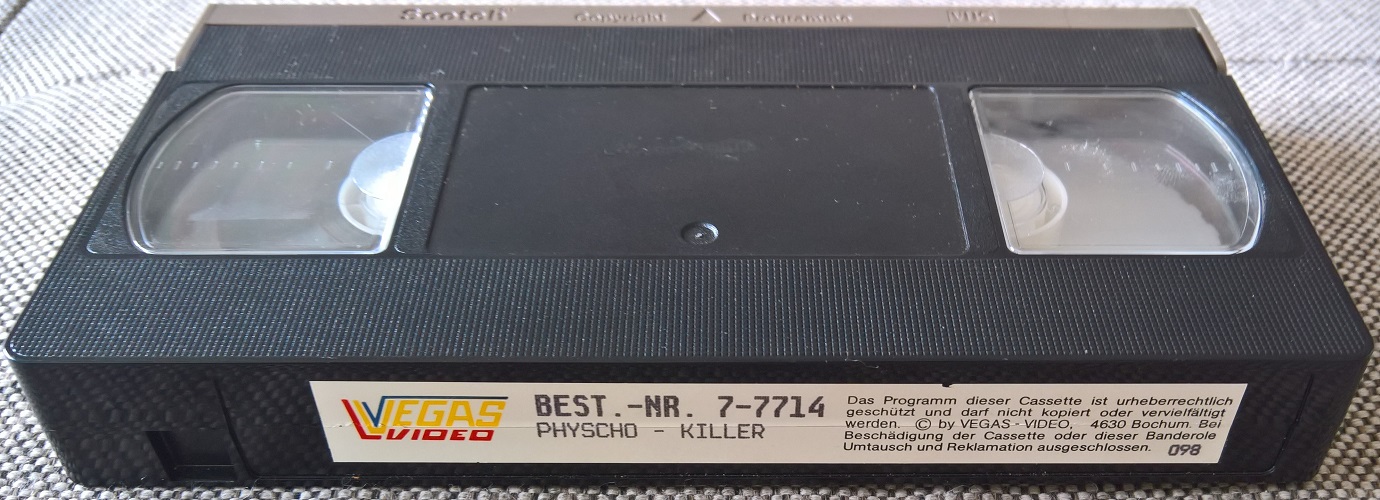 Scotch Copyright Programme VHS
VEGAS
VIDEO
BEST.-NR. 7-7714
PHYSCHO - KILLER
Das Programm dieser Cassette ist urheberrechtlich
geschützt und darf nicht kopiert oder vervielfältigt
werden. © by VEGAS-VIDEO, 4630 Bochum. Bei
Beschädigung der Cassette oder dieser Banderole
Umtausch und Reklamation ausgeschlossen. 098